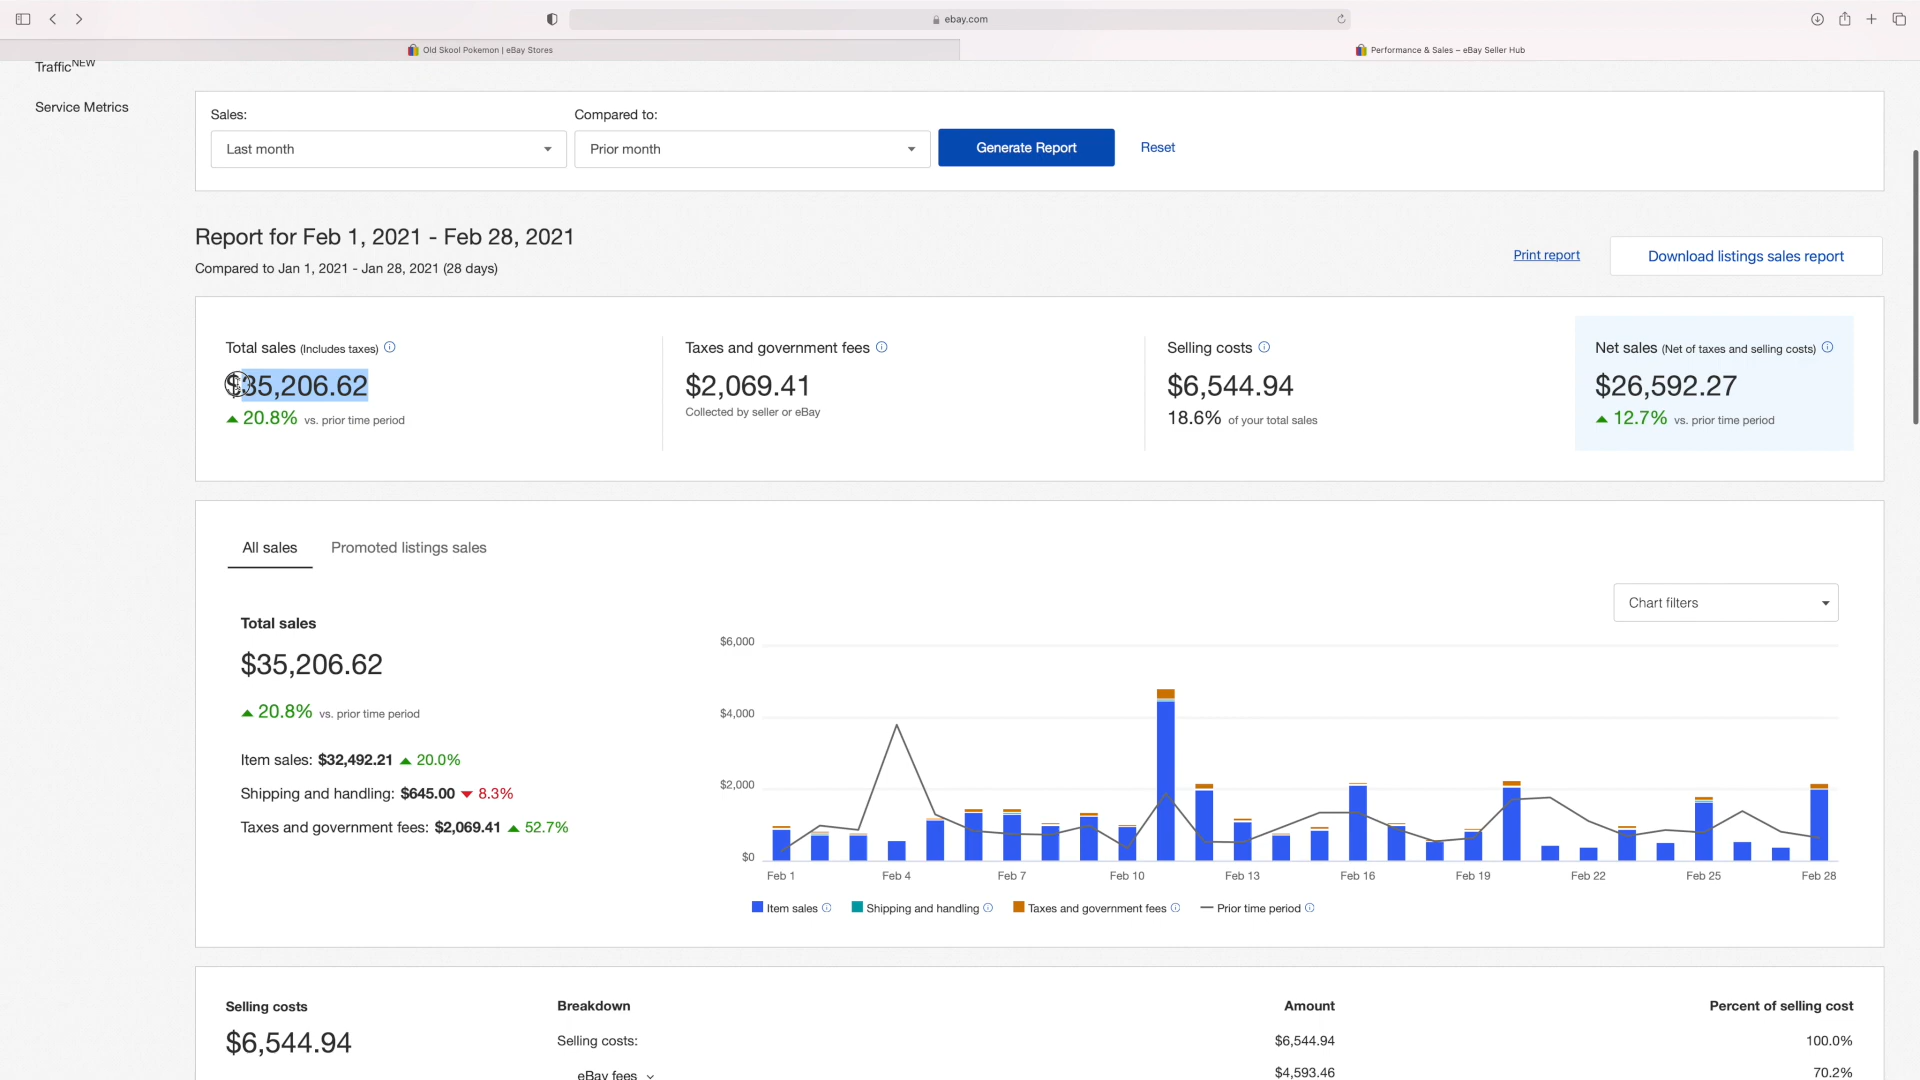 ebay.com
Old Skool Pokemon | eBay Stores
Performance & Sales – eBay Seller Hub
Traffic NEW
Service Metrics
Sales:
Compared to:
Last month
Prior month
Generate Report
Reset
Report for Feb 1, 2021 - Feb 28, 2021
Compared to Jan 1, 2021 - Jan 28, 2021 (28 days)
Print report
Download listings sales report
Total sales (Includes taxes)
$35,206.62
20.8% vs. prior time period
Taxes and government fees
$2,069.41
Collected by seller or eBay
Selling costs
$6,544.94
18.6% of your total sales
Net sales (Net of taxes and selling costs)
$26,592.27
12.7% vs. prior time period
All sales
Promoted listings sales
Chart filters
Total sales
$35,206.62
20.8% vs. prior time period
Item sales: $32,492.21 20.0%
Shipping and handling: $645.00 8.3%
Taxes and government fees: $2,069.41 52.7%
$6,000
$4,000
$2,000
$0
Feb 1 Feb 4 Feb 7 Feb 10 Feb 13 Feb 16 Feb 19 Feb 22 Feb 25 Feb 28
Item sales Shipping and handling Taxes and government fees Prior time period
Selling costs
$6,544.94
Breakdown Amount Percent of selling cost
Selling costs: $6,544.94 100.0%
eBay fees $4,593.46 70.2%